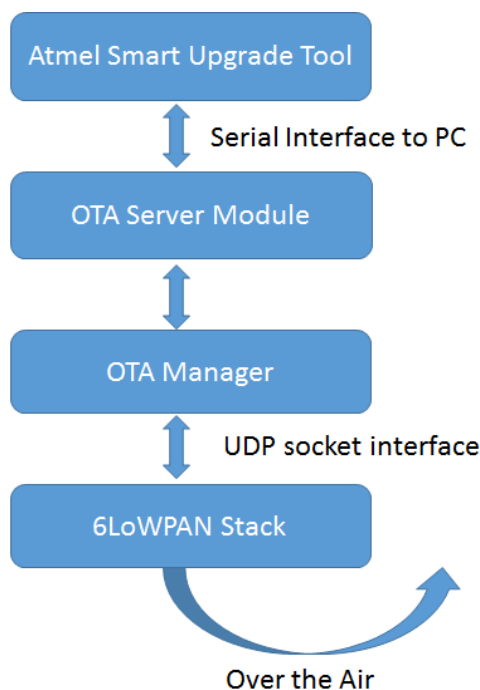 Atmel Smart Upgrade Tool
Serial Interface to PC
OTA Server Module
OTA Manager
UDP socket interface
6LoWPAN Stack
Over the Air